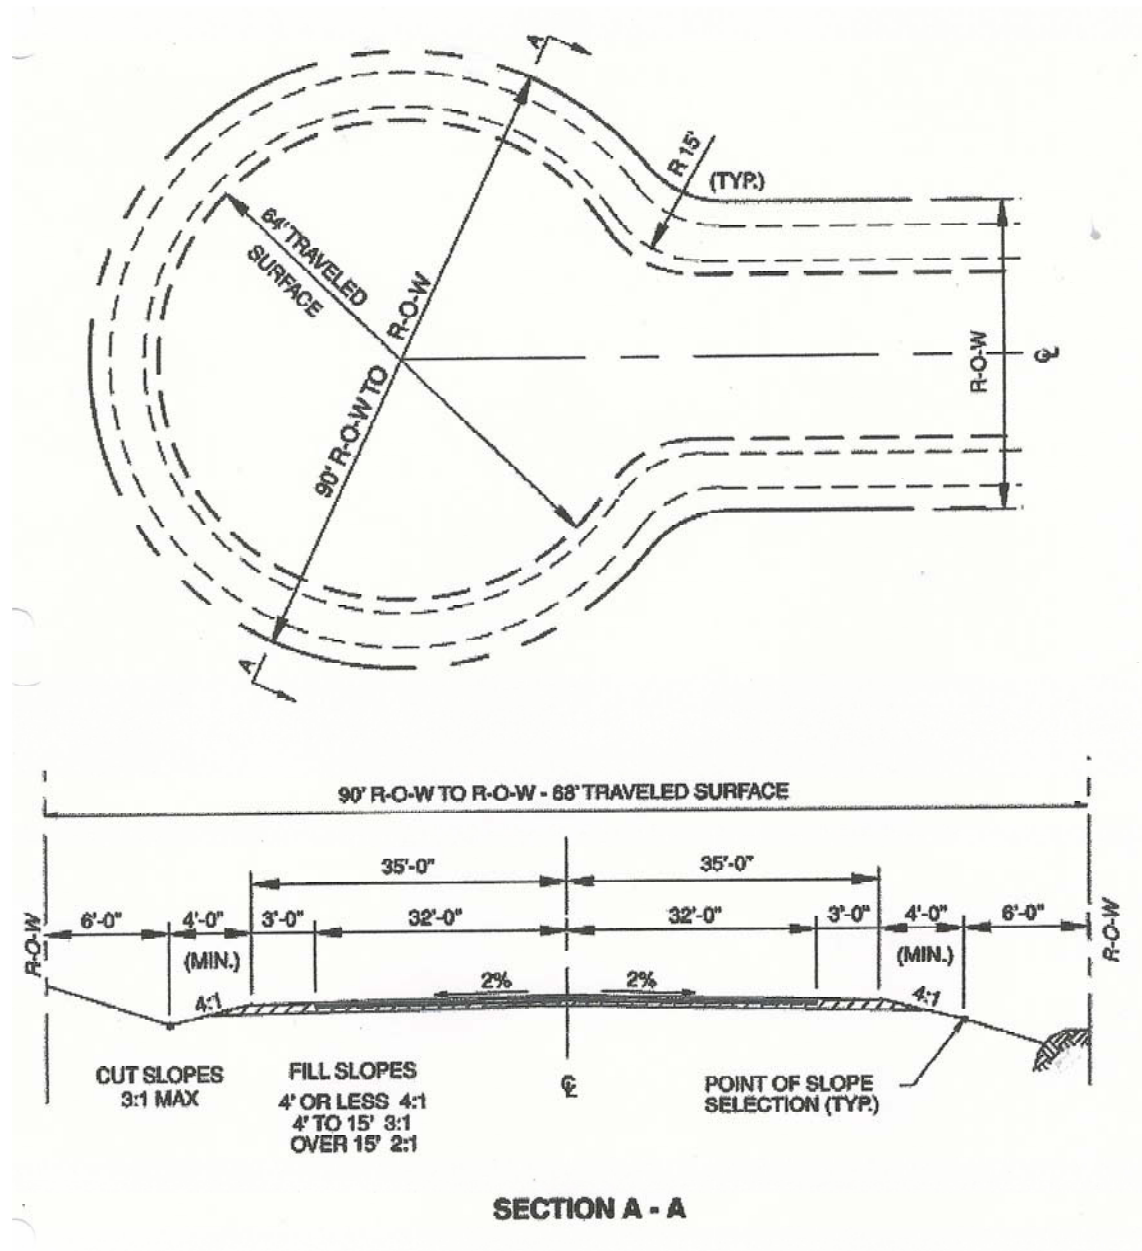 A
R 15'
(TYP.)
64' TRAVELED
SURFACE
R-O-W
90' R-O-W TO
R-O-W
℄
A
90' R-O-W TO R-O-W - 68' TRAVELED SURFACE
35'-0" 35'-0"
6'-0" 4'-0" 3'-0" 32'-0" 32'-0" 3'-0" 4'-0" 6'-0"
R-O-W (MIN.) (MIN.) R-O-W
4:1 2% 2% 4:1
CUT SLOPES
3:1 MAX
FILL SLOPES
4' OR LESS 4:1
4' TO 15' 3:1
OVER 15' 2:1
℄
POINT OF SLOPE
SELECTION (TYP.)
SECTION A - A